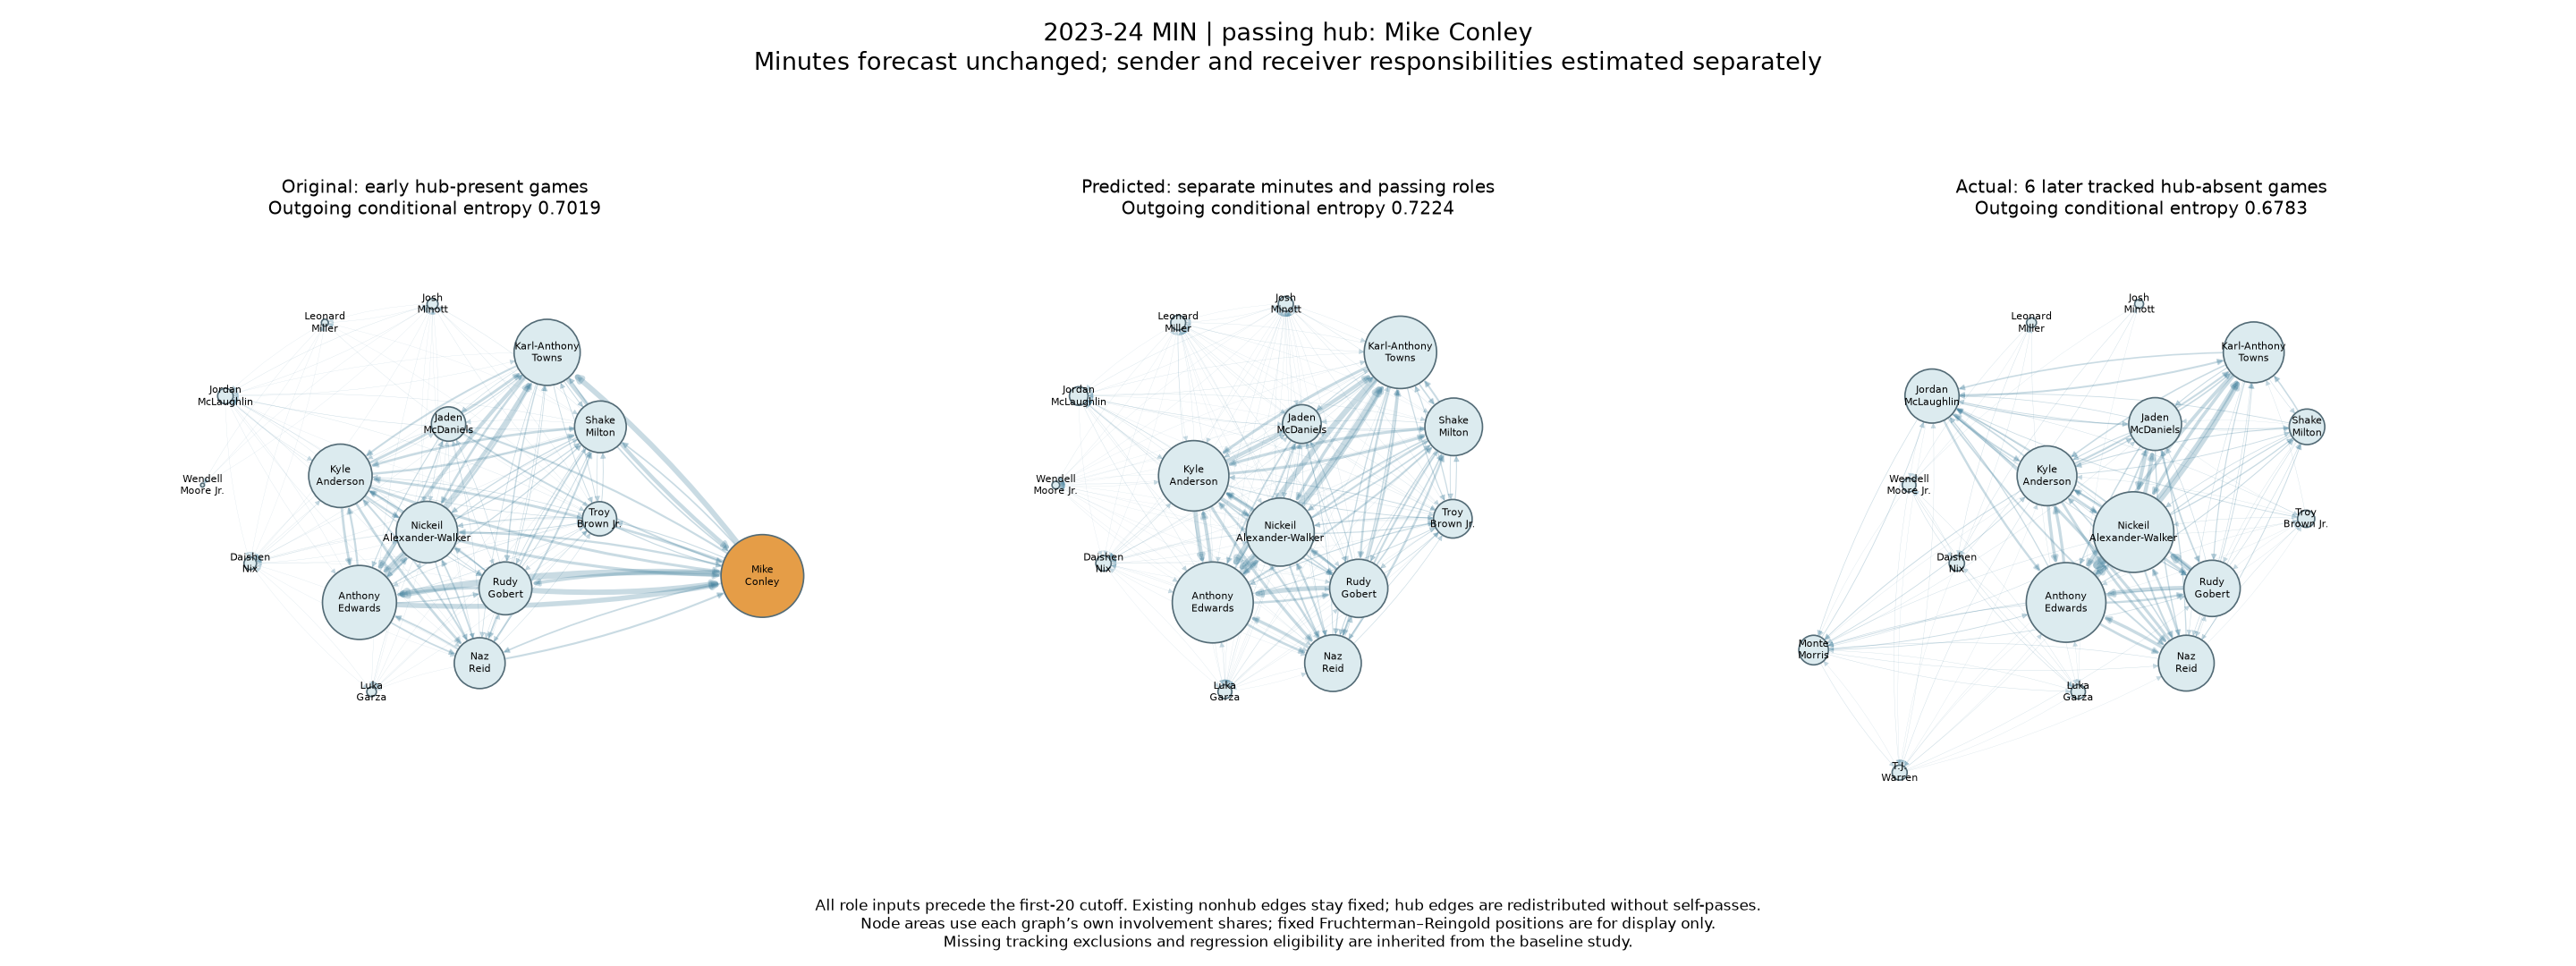 2023-24 MIN | passing hub: Mike Conley
Minutes forecast unchanged; sender and receiver responsibilities estimated separately
Original: early hub-present games
Outgoing conditional entropy 0.7019
Josh
Minott
Leonard
Miller
Karl-Anthony
Towns
Jordan
McLaughlin
Jaden
McDaniels
Shake
Milton
Kyle
Anderson
Wendell
Moore Jr.
Nickeil
Alexander-Walker
Troy
Brown Jr.
Daishen
Nix
Mike
Conley
Anthony
Edwards
Rudy
Gobert
Naz
Reid
Luka
Garza
Predicted: separate minutes and passing roles
Outgoing conditional entropy 0.7224
Josh
Minott
Leonard
Miller
Karl-Anthony
Towns
Jordan
McLaughlin
Jaden
McDaniels
Shake
Milton
Kyle
Anderson
Wendell
Moore Jr.
Nickeil
Alexander-Walker
Troy
Brown Jr.
Daishen
Nix
Anthony
Edwards
Rudy
Gobert
Naz
Reid
Luka
Garza
Actual: 6 later tracked hub-absent games
Outgoing conditional entropy 0.6783
Josh
Minott
Leonard
Miller
Karl-Anthony
Towns
Jordan
McLaughlin
Jaden
McDaniels
Shake
Milton
Kyle
Anderson
Wendell
Moore Jr.
Nickeil
Alexander-Walker
Troy
Brown Jr.
Daishen
Nix
Anthony
Edwards
Rudy
Gobert
Monte
Morris
Naz
Reid
Luka
Garza
T.J.
Warren
All role inputs precede the first-20 cutoff. Existing nonhub edges stay fixed; hub edges are redistributed without self-passes.
Node areas use each graph’s own involvement shares; fixed Fruchterman–Reingold positions are for display only.
Missing tracking exclusions and regression eligibility are inherited from the baseline study.